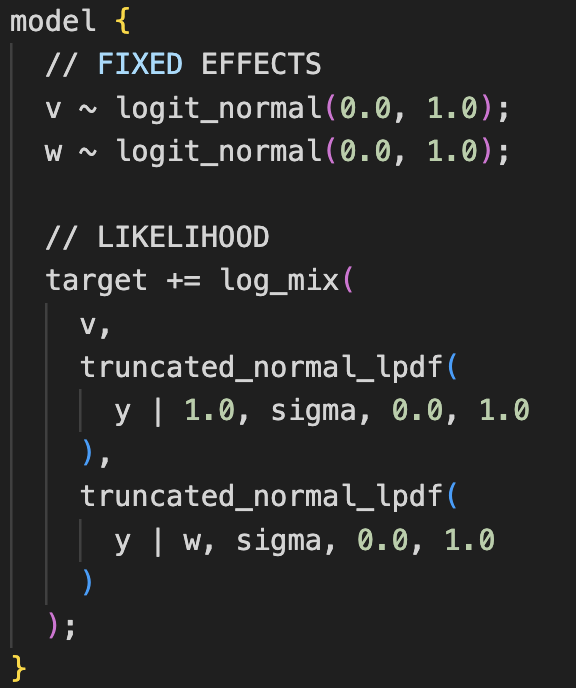 model {
// FIXED EFFECTS
v ~ logit_normal(0.0, 1.0);
w ~ logit_normal(0.0, 1.0);
// LIKELIHOOD
target += log_mix(
v,
truncated_normal_lpdf(
y | 1.0, sigma, 0.0, 1.0
),
truncated_normal_lpdf(
y | w, sigma, 0.0, 1.0
)
);
}